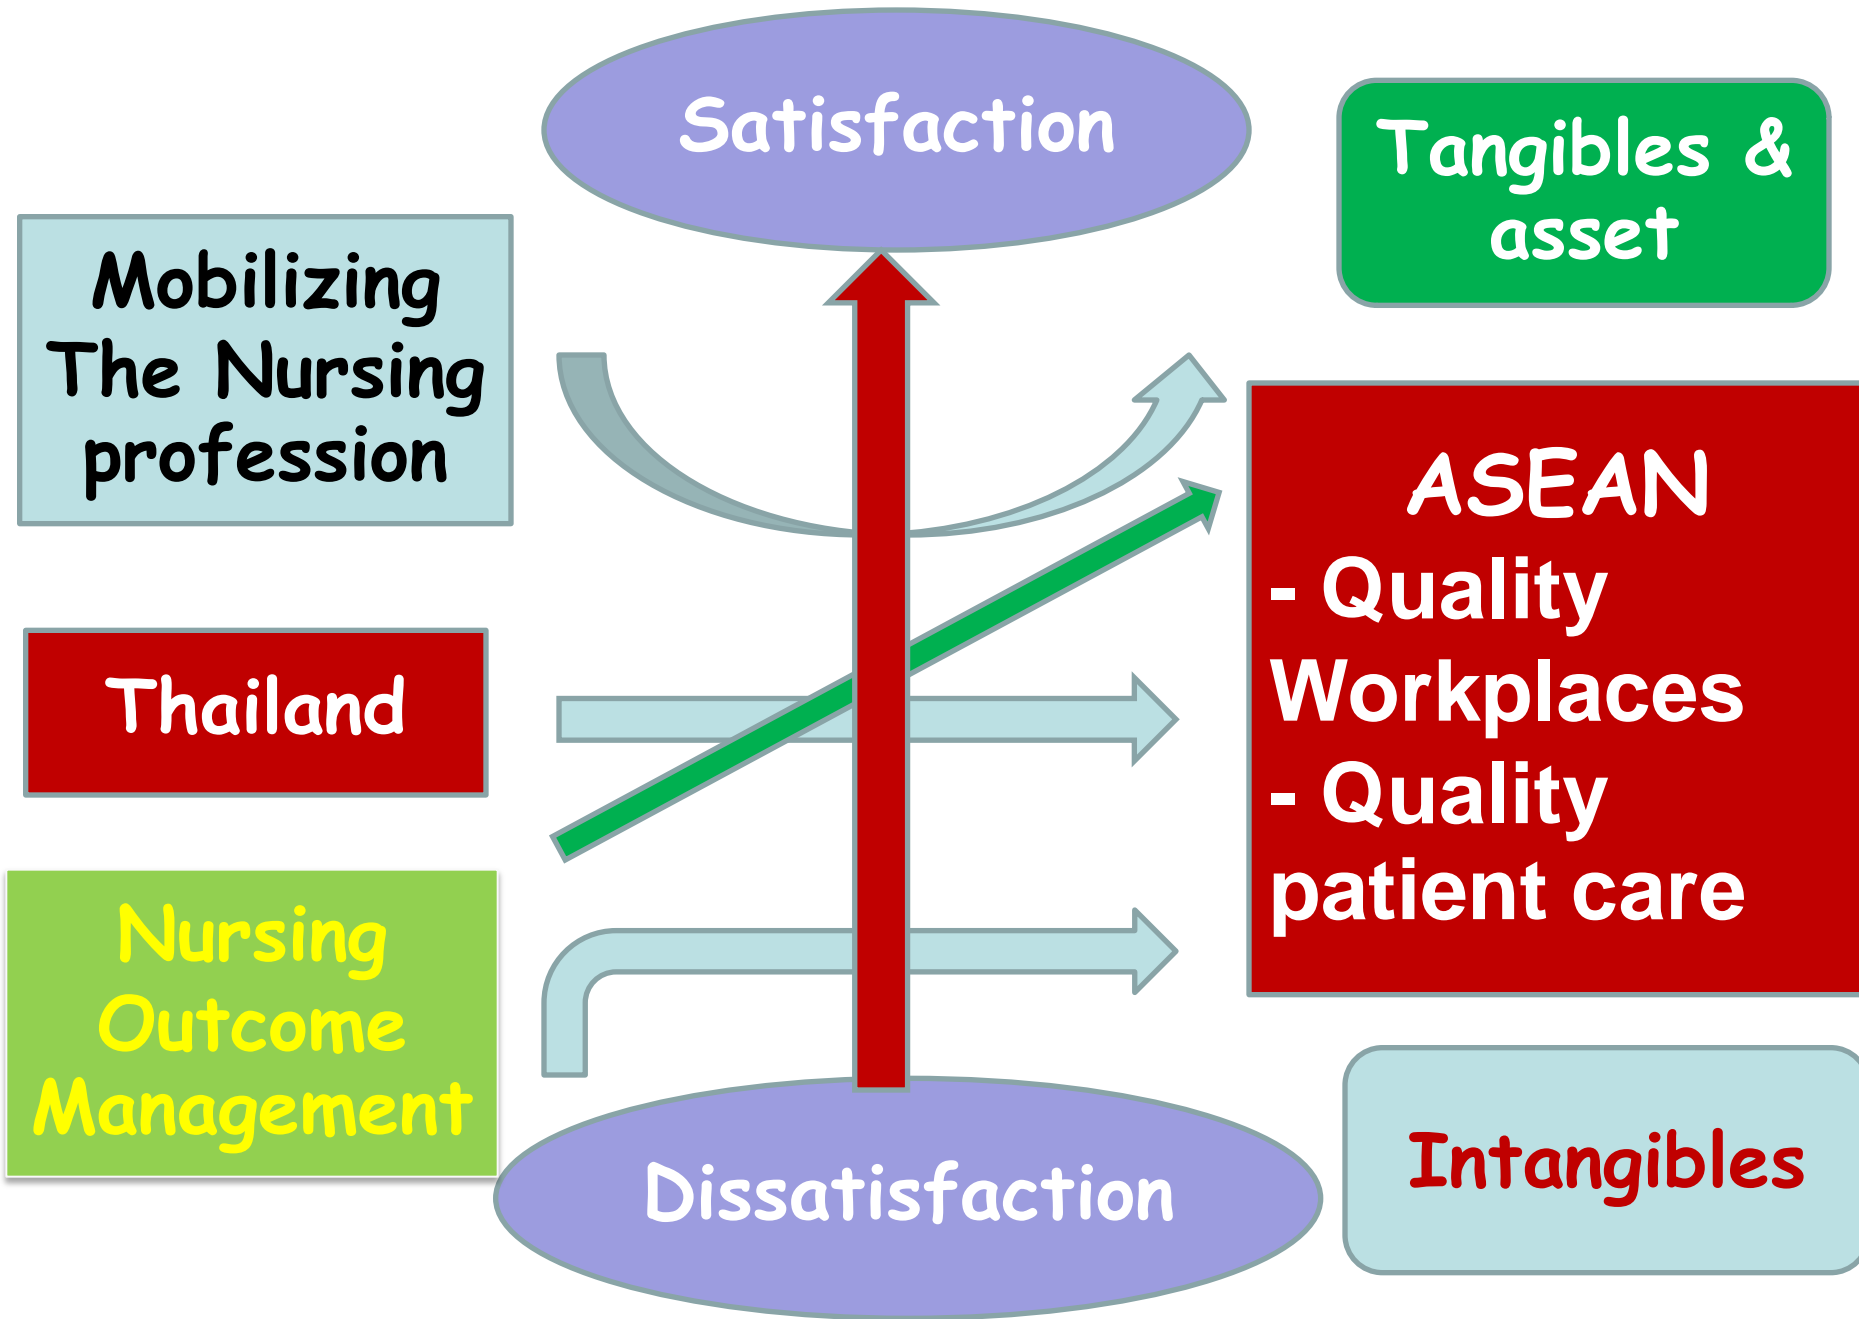 Satisfaction
Tangibles &
asset
Mobilizing
The Nursing
profession
ASEAN
- Quality
Workplaces
- Quality
patient care
Thailand
Nursing
Outcome
Management
Dissatisfaction
Intangibles